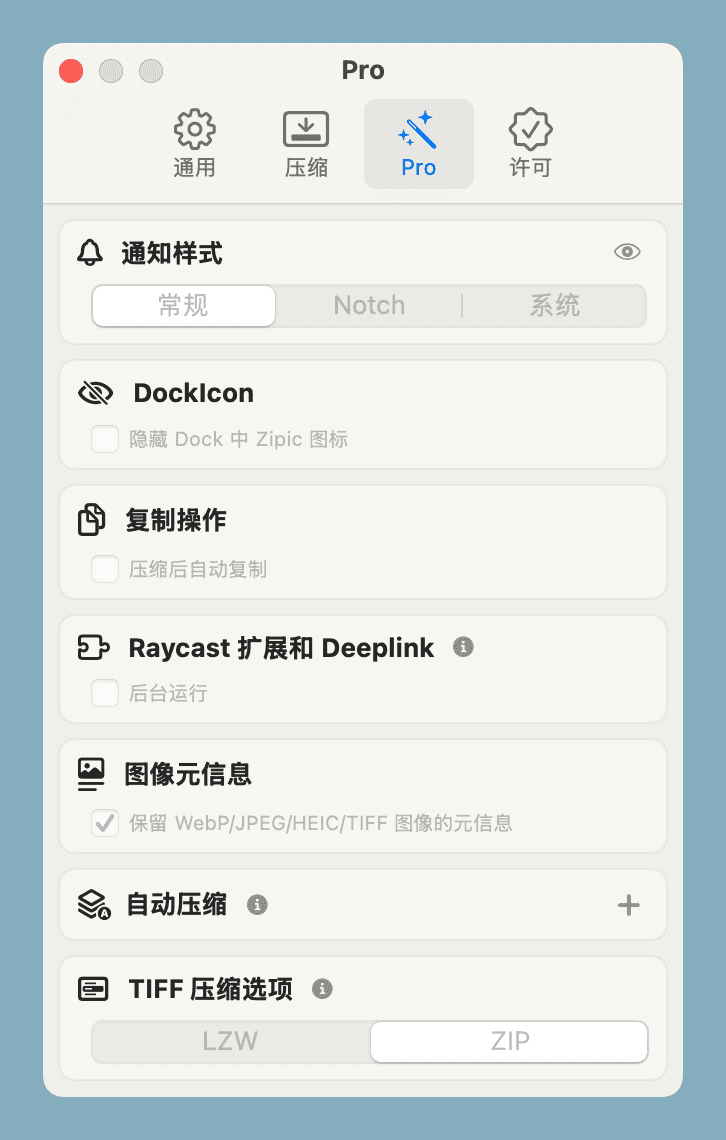 Pro
通用
压缩
Pro
许可
通知样式
常规
Notch
系统
DockIcon
隐藏 Dock 中 Zipic 图标
复制操作
压缩后自动复制
Raycast 扩展和 Deeplink
后台运行
图像元信息
保留 WebP/JPEG/HEIC/TIFF 图像的元信息
自动压缩
TIFF 压缩选项
LZW
ZIP